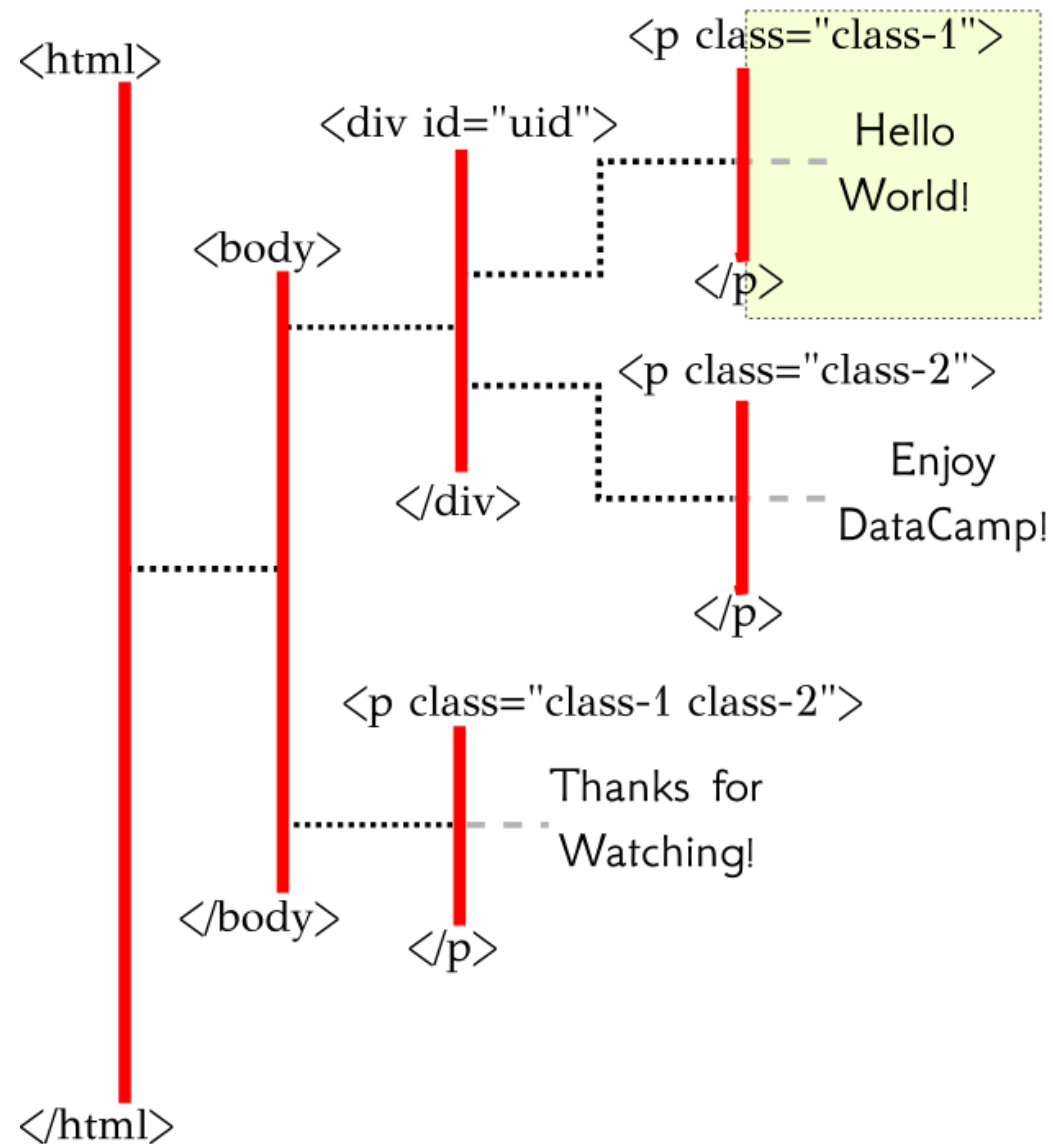 <html>
<body>
<div id="uid">
<p class="class-1">
Hello
World!
</p>
<p class="class-2">
Enjoy
DataCamp!
</p>
</div>
<p class="class-1 class-2">
Thanks for
Watching!
</p>
</body>
</html>